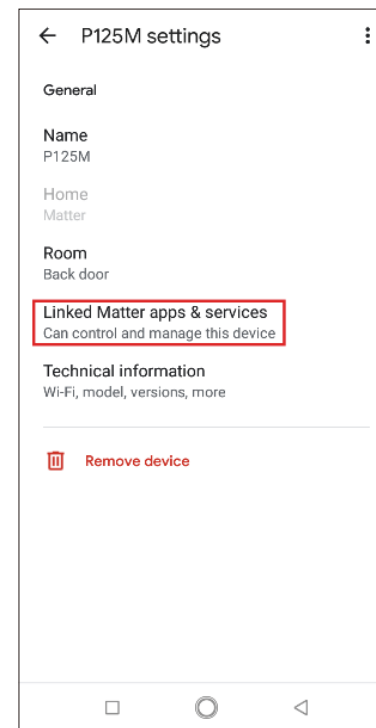 P125M settings
General
Name
P125M
Home
Matter
Room
Back door
Linked Matter apps & services
Can control and manage this device
Technical information
Wi-Fi, model, versions, more
Remove device